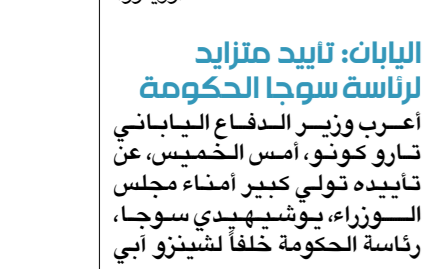 اليابان: تأييد متزايد
لرئاسة سوجا الحكومة
أعرب وزير الدفاع الياباني
تارو كونو، أمس الخميس، عن
تأييده تولي كبير أمناء مجلس
الوزراء، يوشيهيدي سوجا،
رئاسة الحكومة خلفاً لشينزو آبي